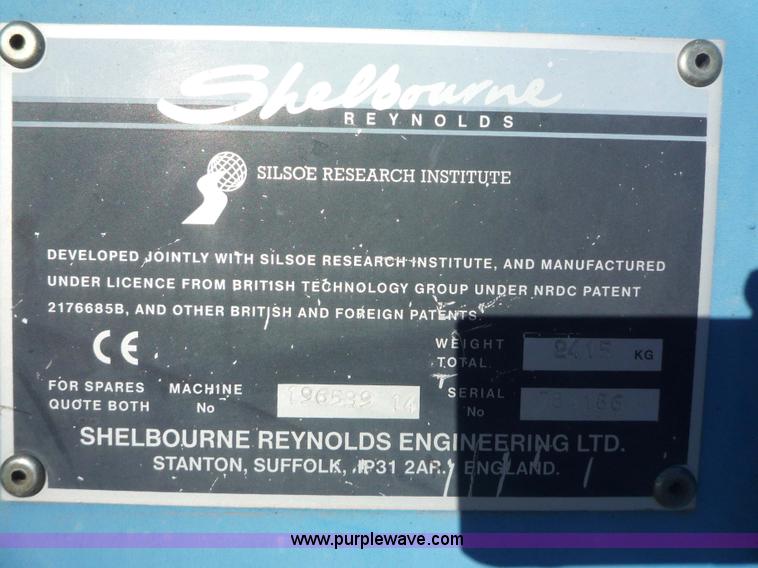 Shelbourne
REYNOLDS
SILSOE RESEARCH INSTITUTE
DEVELOPED JOINTLY WITH SILSOE RESEARCH INSTITUTE, AND MANUFACTURED
UNDER LICENCE FROM BRITISH TECHNOLOGY GROUP UNDER NRDC PATENT
2176685B, AND OTHER BRITISH AND FOREIGN PATENTS.
CE
WEIGHT TOTAL KG
FOR SPARES QUOTE BOTH
MACHINE No 196539 14
SERIAL No
SHELBOURNE REYNOLDS ENGINEERING LTD.
STANTON, SUFFOLK, IP31 2AR. ENGLAND.
www.purplewave.com